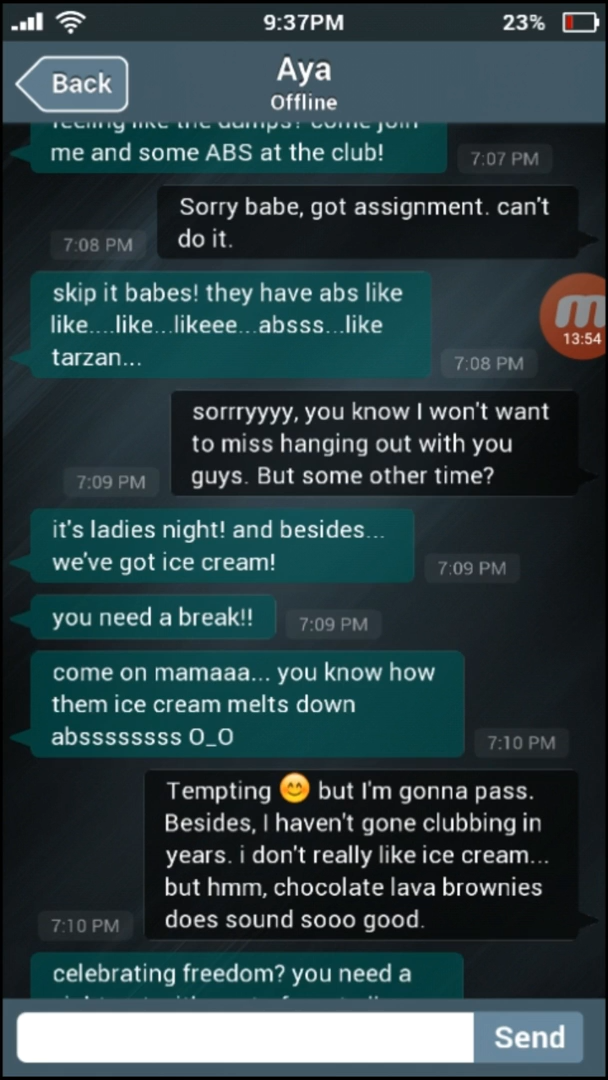 9:37PM
23%
Back
Aya
Offline
me and some ABS at the club!
7:07 PM
Sorry babe, got assignment. can't
do it.
7:08 PM
skip it babes! they have abs like
like....like...likeee...absss...like
tarzan...
7:08 PM
13:54
sorrryyyy, you know I won't want
to miss hanging out with you
guys. But some other time?
7:09 PM
it's ladies night! and besides...
we've got ice cream!
7:09 PM
you need a break!!
7:09 PM
come on mamaaa... you know how
them ice cream melts down
abssssssss O_O
7:10 PM
Tempting 😊 but I'm gonna pass.
Besides, I haven't gone clubbing in
years. i don't really like ice cream...
but hmm, chocolate lava brownies
does sound sooo good.
7:10 PM
celebrating freedom? you need a
Send